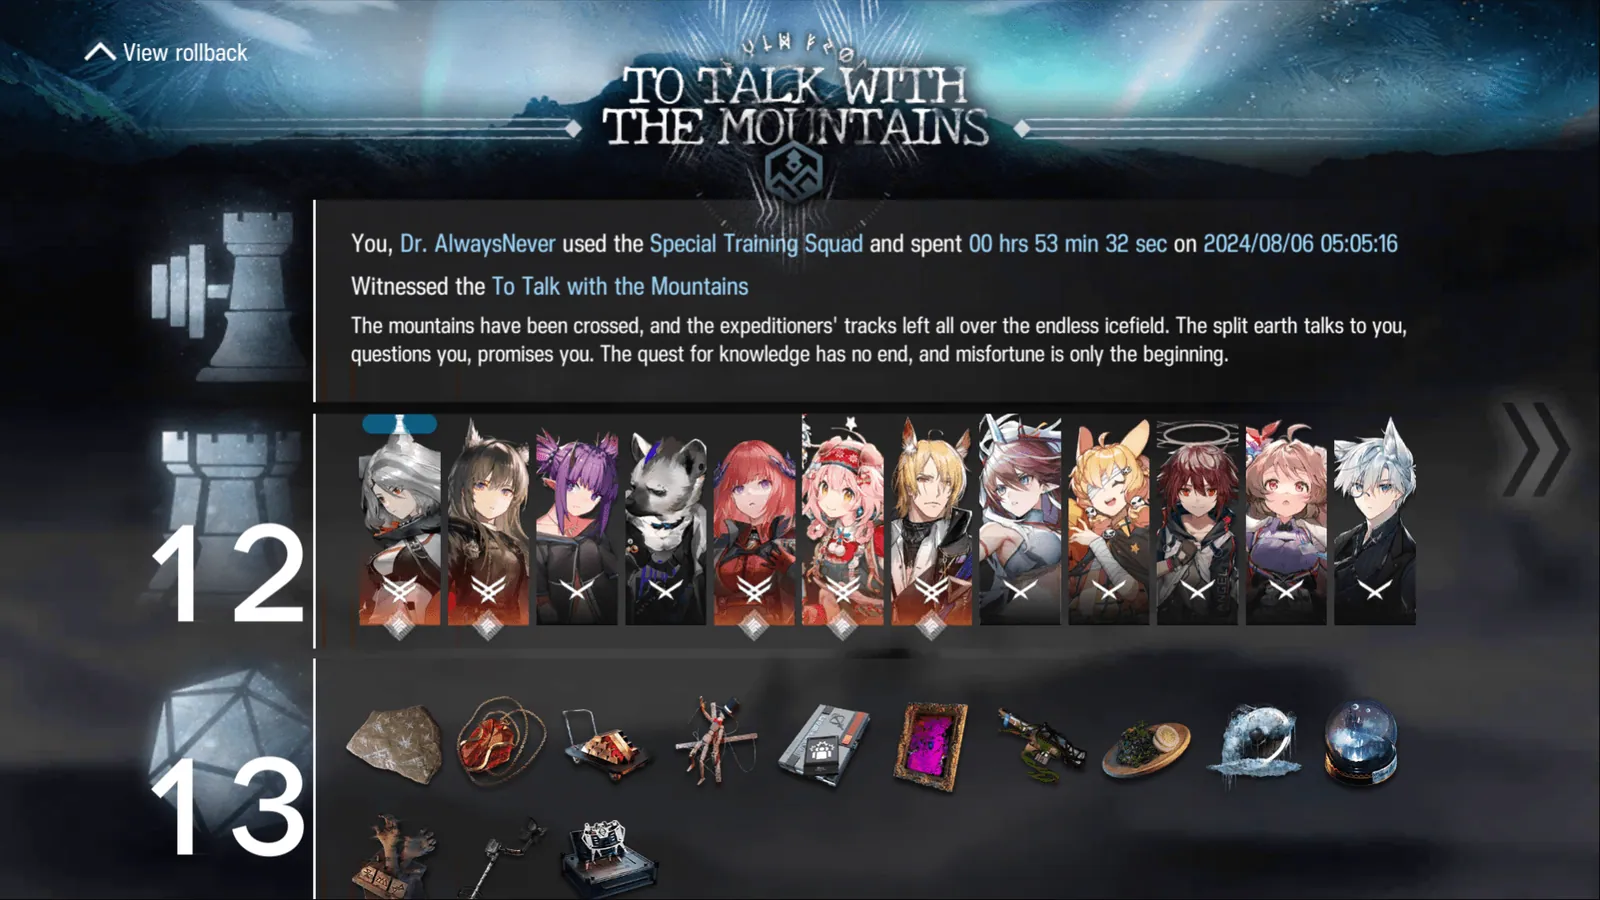 View rollback
TO TALK WITH
THE MOUNTAINS
You, Dr. AlwaysNever used the Special Training Squad and spent 00 hrs 53 min 32 sec on 2024/08/06 05:05:16
Witnessed the To Talk with the Mountains
The mountains have been crossed, and the expeditioners' tracks left all over the endless icefield. The split earth talks to you,
questions you, promises you. The quest for knowledge has no end, and misfortune is only the beginning.
12
13